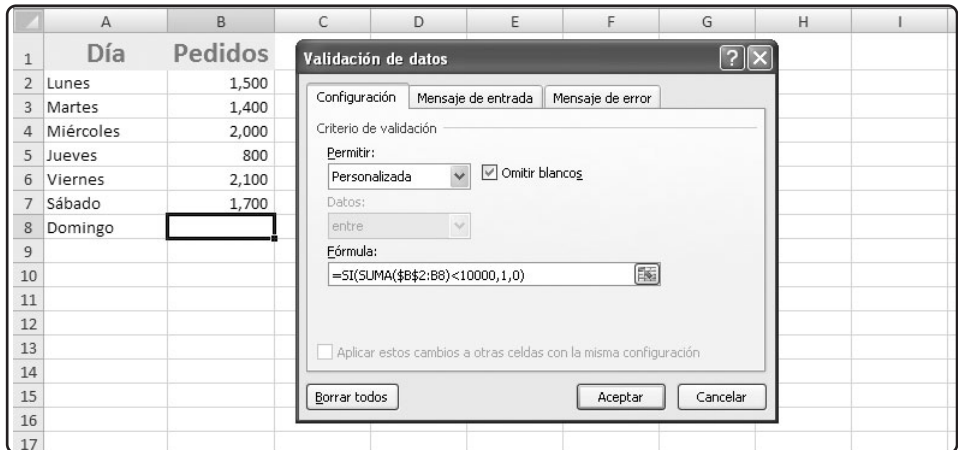 A B C D E F G H I
1 Día Pedidos
2 Lunes 1,500
3 Martes 1,400
4 Miércoles 2,000
5 Jueves 800
6 Viernes 2,100
7 Sábado 1,700
8 Domingo
9
10
11
12
13
14
15
16
17
Validación de datos
Configuración Mensaje de entrada Mensaje de error
Criterio de validación
Permitir:
Personalizada Omitir blancos
Datos:
entre
Fórmula:
=SI(SUMA($B$2:B8)<10000,1,0)
Aplicar estos cambios a otras celdas con la misma configuración
Borrar todos Aceptar Cancelar